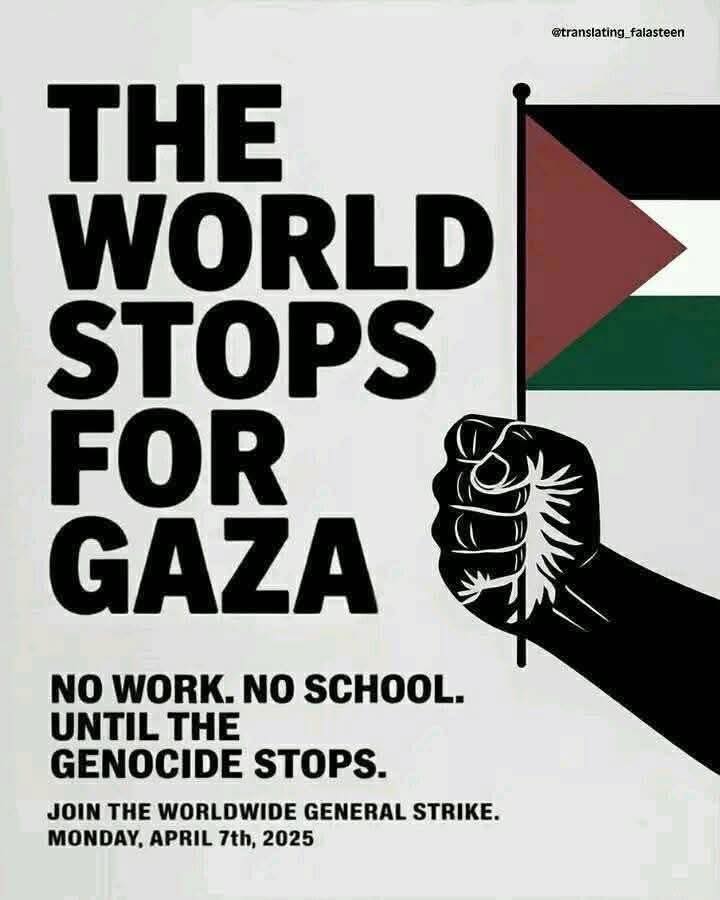 @translating_falasteen
THE
WORLD
STOPS
FOR
GAZA
NO WORK. NO SCHOOL.
UNTIL THE
GENOCIDE STOPS.
JOIN THE WORLDWIDE GENERAL STRIKE.
MONDAY, APRIL 7th, 2025